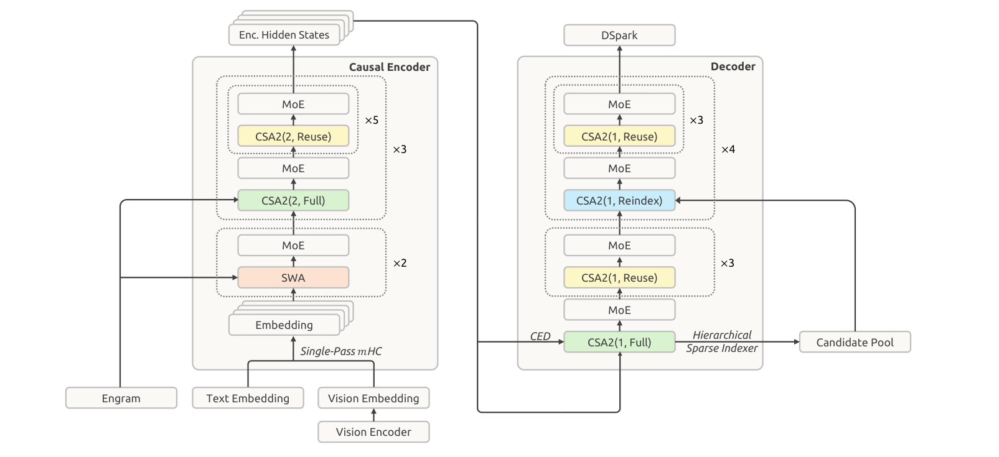 Enc. Hidden States
Causal Encoder
MoE
×5
CSA2(2, Reuse)
×3
MoE
CSA2(2, Full)
MoE
×2
SWA
Embedding
Single-Pass mHC
Engram
Text Embedding
Vision Embedding
Vision Encoder
DSpark
Decoder
MoE
×3
CSA2(1, Reuse)
×4
MoE
CSA2(1, Reindex)
MoE
×3
CSA2(1, Reuse)
MoE
CED
CSA2(1, Full)
Hierarchical
Sparse Indexer
Candidate Pool